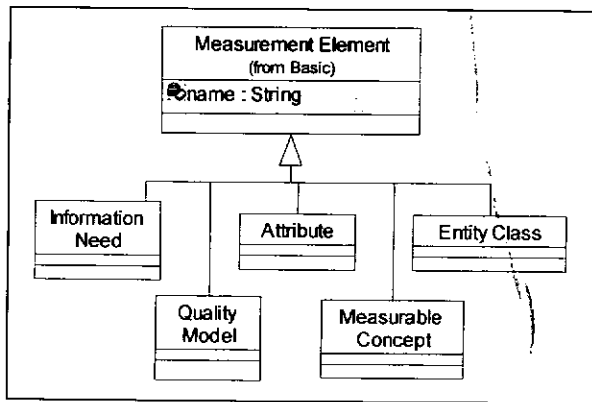 Measurement Element
(from Basic)
name : String
Information
Need
Attribute
Entity Class
Quality
Model
Measurable
Concept